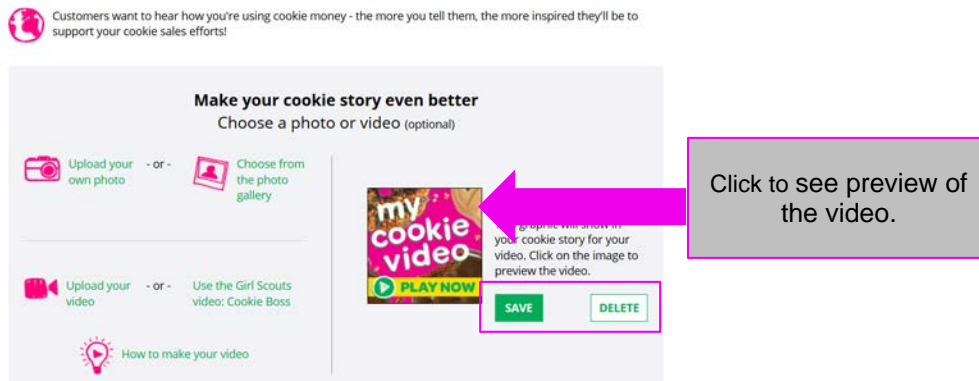 Customers want to hear how you're using cookie money - the more you tell them, the more inspired they'll be to
support your cookie sales efforts!
Make your cookie story even better
Choose a photo or video (optional)
Upload your
own photo
- or -
Choose from
the photo
gallery
Upload your
video
- or -
Use the Girl Scouts
video: Cookie Boss
How to make your video
my
cookie
video
PLAY NOW
graphic will show in
your cookie story for your
video. Click on the image to
preview the video.
SAVE
DELETE
Click to see preview of
the video.